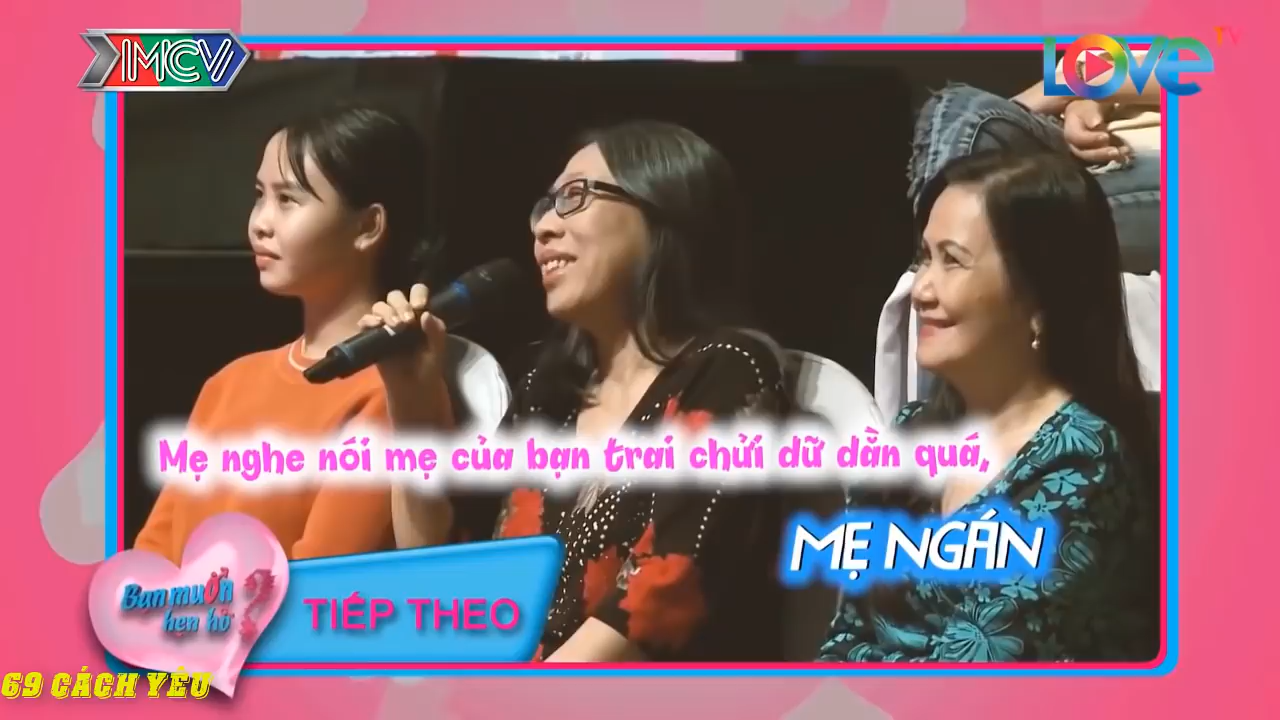 MCV
LOVE TV
Mẹ nghe nói mẹ của bạn trai chửi dữ dằn quá,
MẸ NGÁN
Bạn muốn
hẹn hò
TIẾP THEO
69 CÁCH YÊU